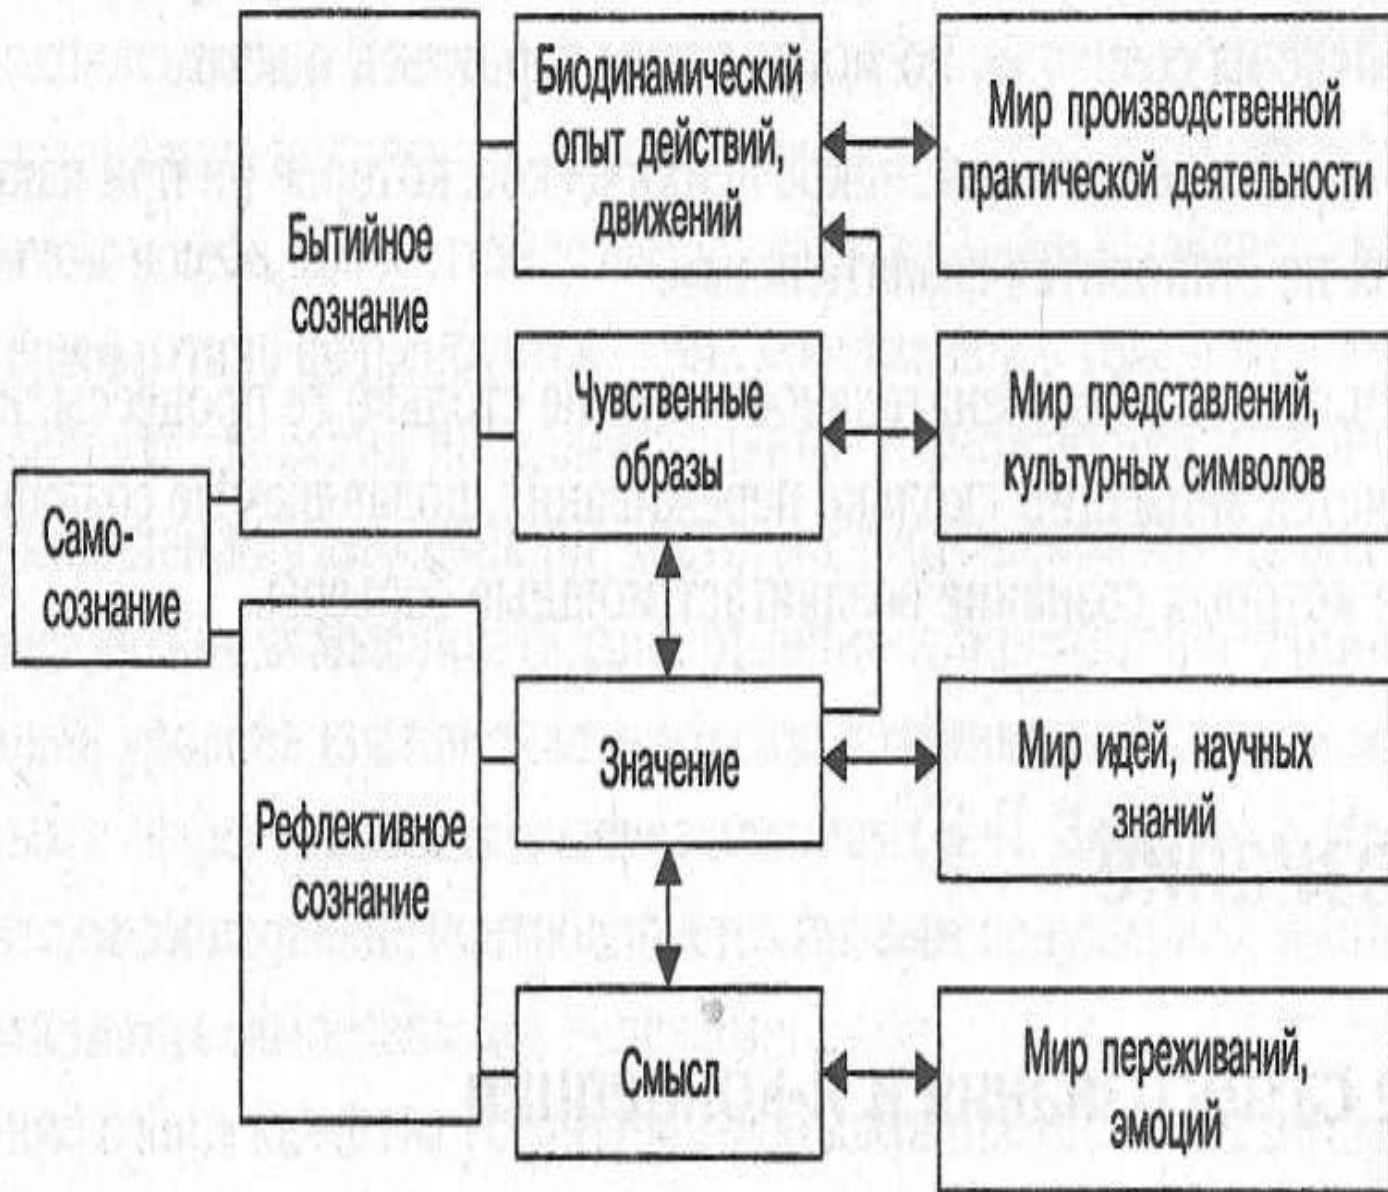 Само-
сознание
Бытийное
сознание
Рефлективное
сознание
Биодинамический
опыт действий,
движений
Чувственные
образы
Значение
Смысл
Мир производственной
практической деятельности
Мир представлений,
культурных символов
Мир идей, научных
знаний
Мир переживаний,
эмоций